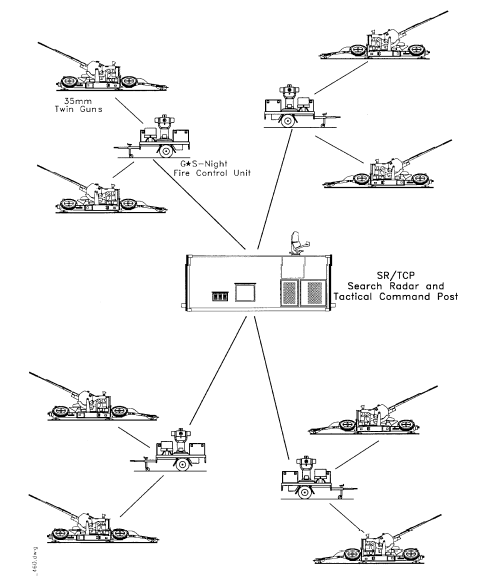 35mm
Twin Guns
G★S-Night
Fire Control Unit
SR/TCP
Search Radar and
Tactical Command Post